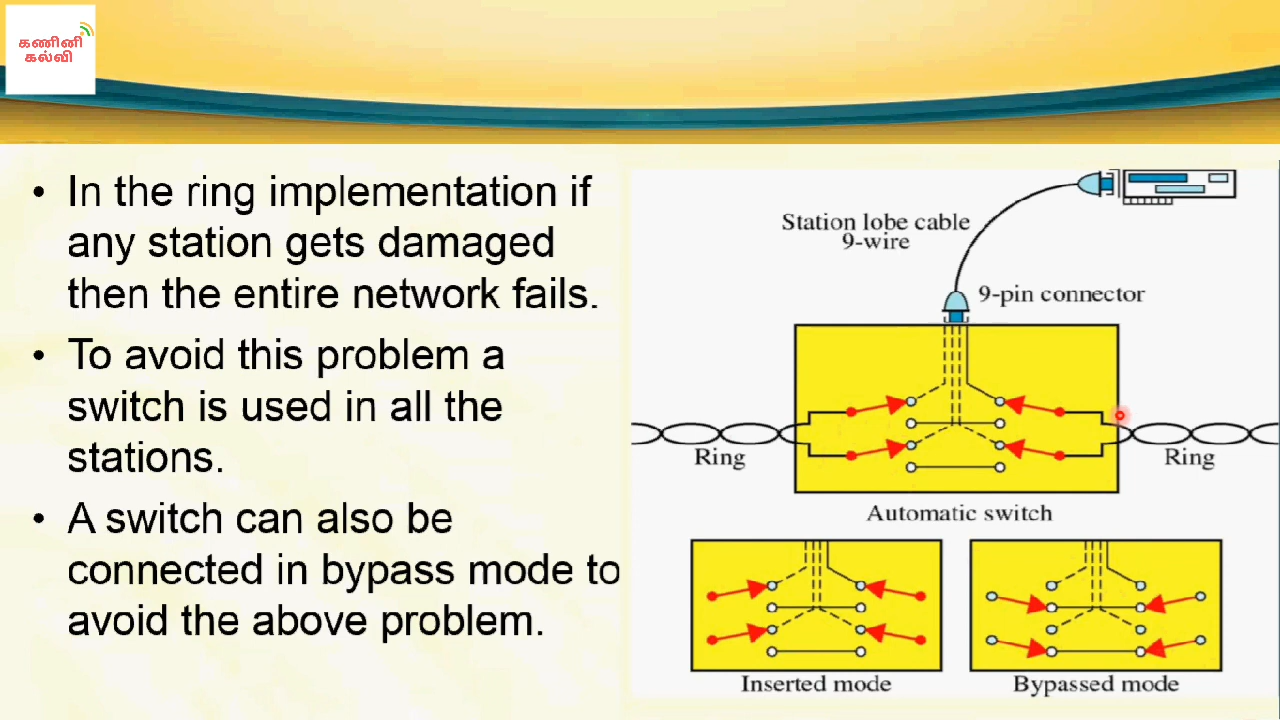 கணினி
கல்வி
• In the ring implementation if
any station gets damaged
then the entire network fails.
• To avoid this problem a
switch is used in all the
stations.
• A switch can also be
connected in bypass mode to
avoid the above problem.
Station lobe cable
9-wire
9-pin connector
Ring
Ring
Automatic switch
Inserted mode
Bypassed mode